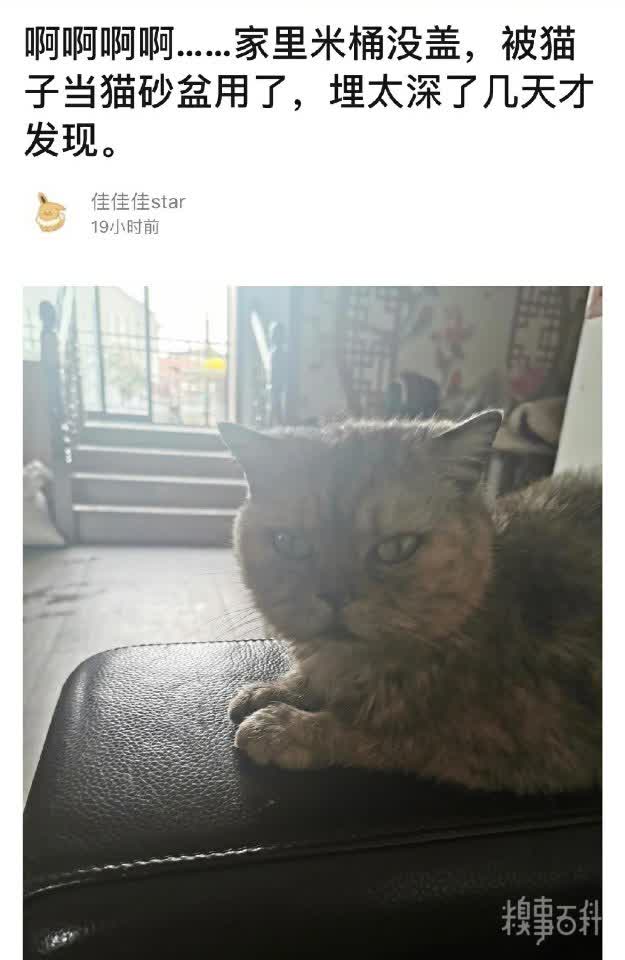 啊啊啊啊……家里米桶没盖，被猫
子当猫砂盆用了，埋太深了几天才
发现。
佳佳佳star
19小时前
糗事百科